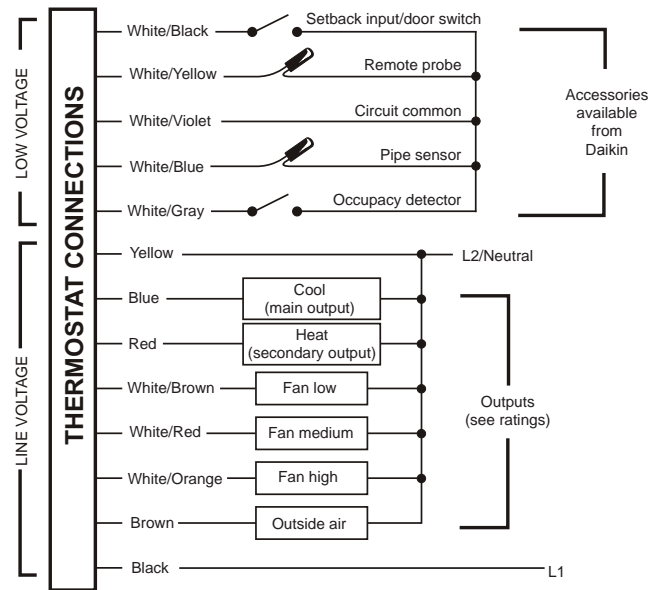 THERMOSTAT CONNECTIONS
LOW VOLTAGE
LINE VOLTAGE
White/Black
Setback input/door switch
White/Yellow
Remote probe
White/Violet
Circuit common
White/Blue
Pipe sensor
White/Gray
Occupancy detector
Accessories
available
from
Daikin
Yellow
L2/Neutral
Blue
Cool
(main output)
Red
Heat
(secondary output)
White/Brown
Fan low
White/Red
Fan medium
White/Orange
Fan high
Brown
Outside air
Outputs
(see ratings)
Black
L1